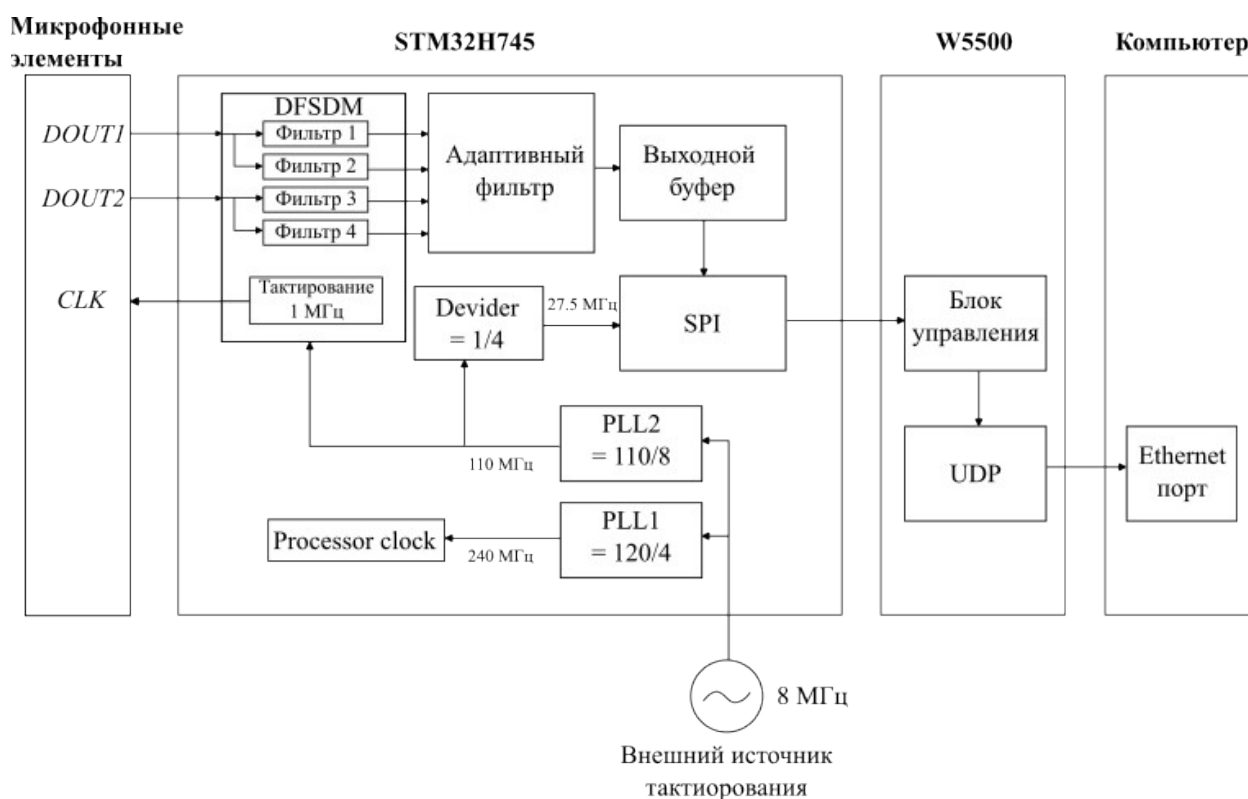 Микрофонные
элементы
STM32H745
W5500
Компьютер
DOUT1
DOUT2
CLK
DFSDM
Фильтр 1
Фильтр 2
Фильтр 3
Фильтр 4
Тактирование
1 МГц
Адаптивный
фильтр
Выходной
буфер
Devider
= 1/4
27.5 МГц
SPI
Блок
управления
PLL2
= 110/8
110 МГц
UDP
Ethernet
порт
PLL1
= 120/4
240 МГц
Processor clock
8 МГц
Внешний источник
тактиорования